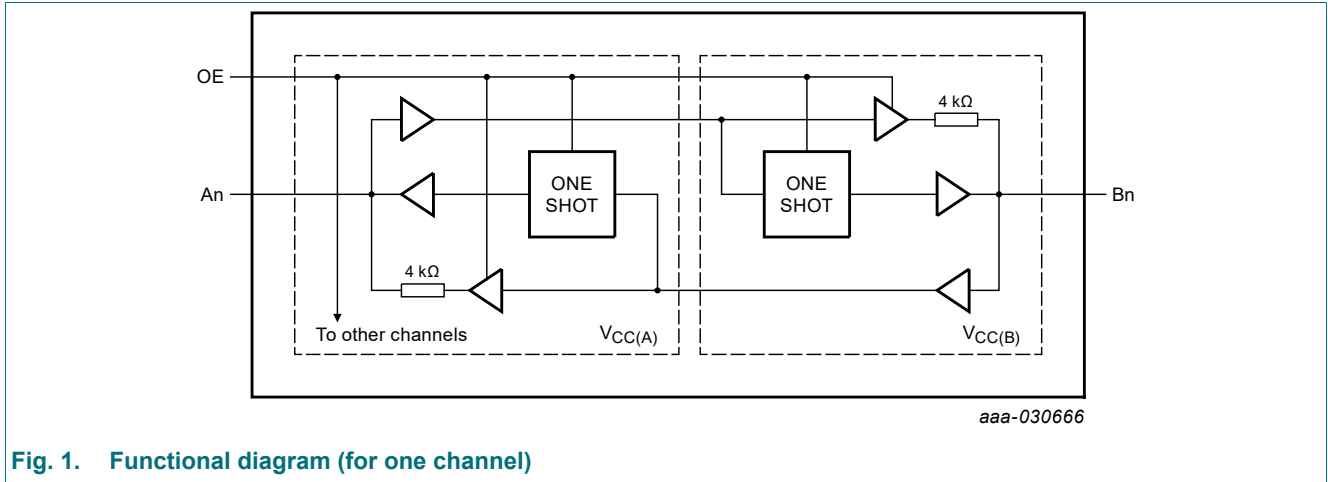 OE
4 kΩ
An
ONE
SHOT
ONE
SHOT
Bn
4 kΩ
To other channels
VCC(A)
VCC(B)
aaa-030666
Fig. 1. Functional diagram (for one channel)